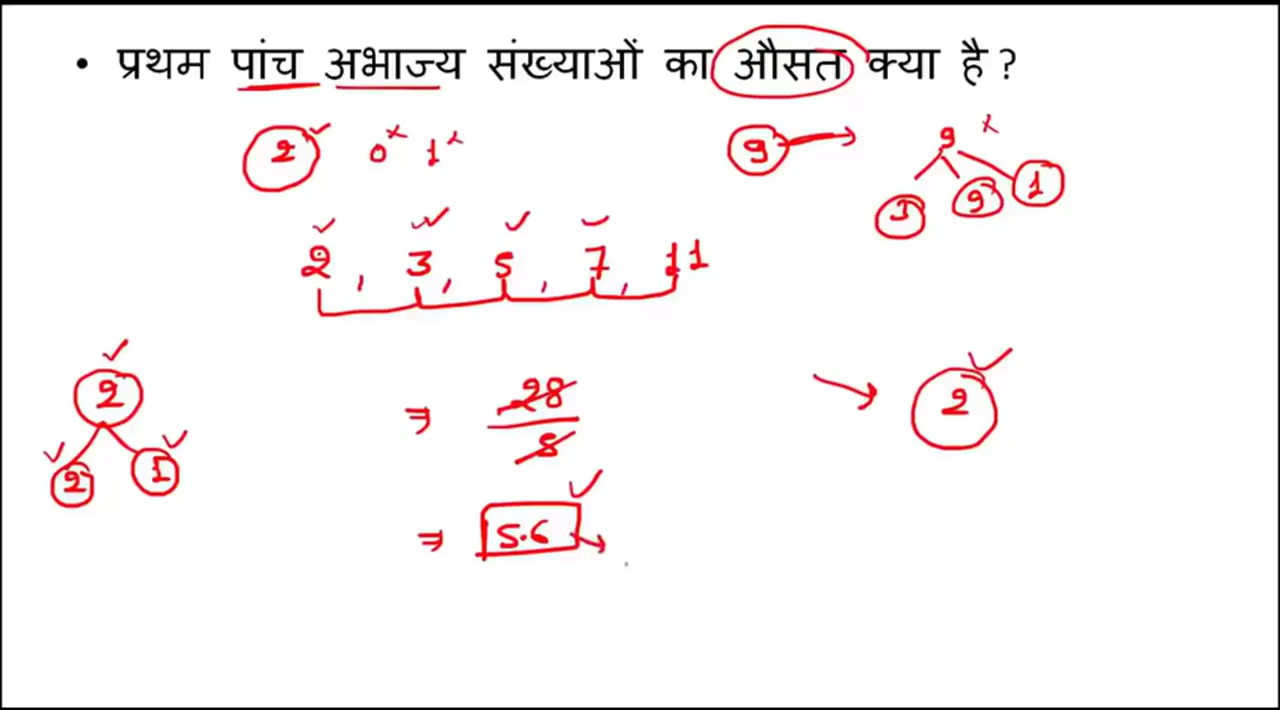 • प्रथम पांच अभाज्य संख्याओं का औसत क्या है ?
2 0 1 9 9
3 9 1
2 , 3 , 5 , 7 , 11
2
2 1
⇒ 28/5
2
⇒ 5.6